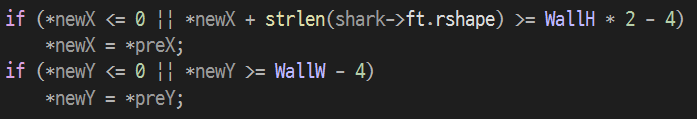 if (*newX <= 0 || *newX + strlen(shark->ft.rshape) >= WallH * 2 - 4)
    *newX = *preX;
if (*newY <= 0 || *newY >= WallW - 4)
    *newY = *preY;